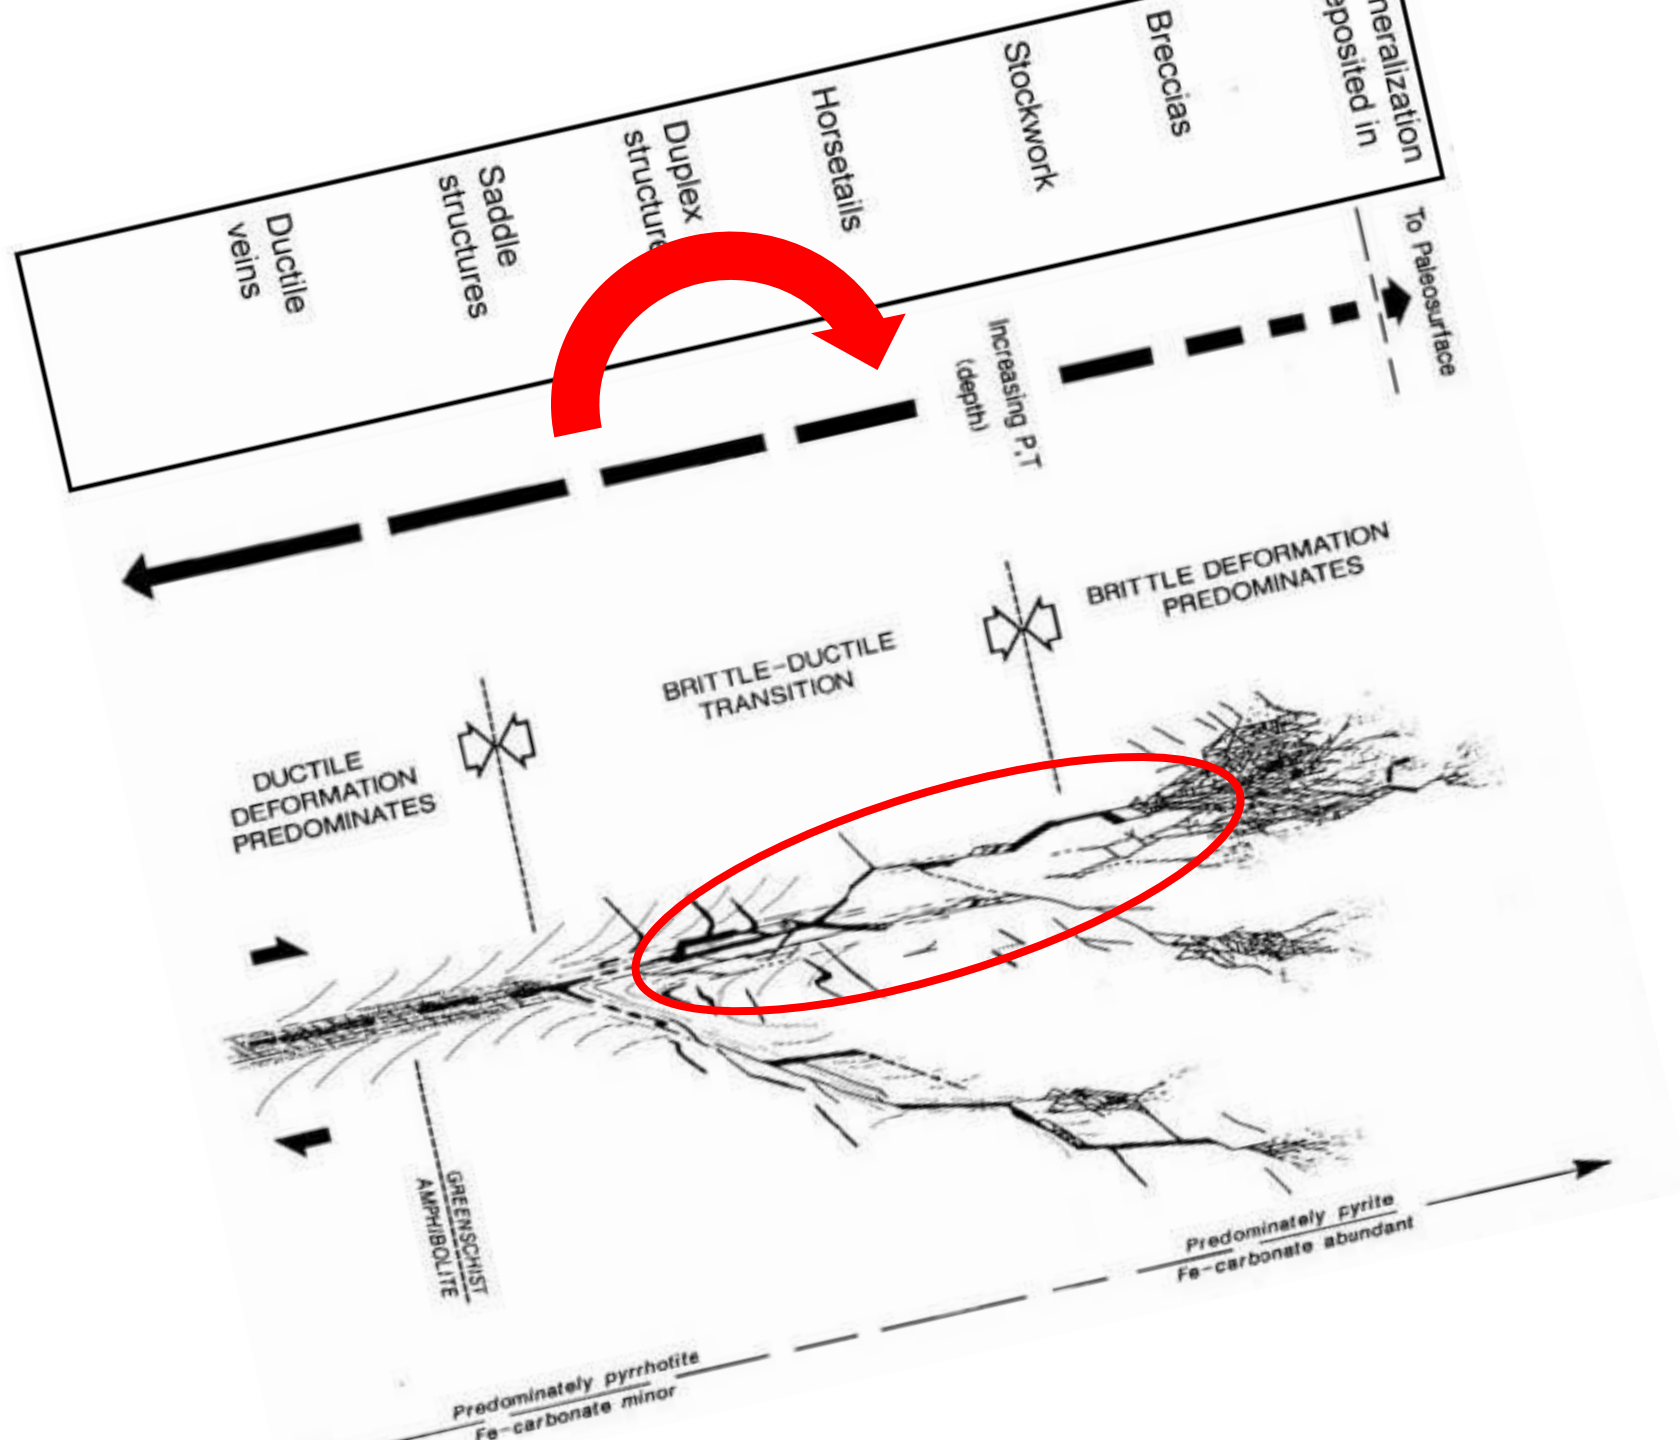 neralization
eposited in
Breccias
Stockwork
Horsetails
Duplex
Saddle
structures
Ductile
veins
To Paleosurface
Increasing P,T
(depth)
BRITTLE DEFORMATION
PREDOMINATES
BRITTLE-DUCTILE
TRANSITION
DUCTILE
DEFORMATION
PREDOMINATES
GREENSCHIST
AMPHIBOLITE
Predominately pyrite
Fe-carbonate abundant
Predominately pyrrhotite
Fe-carbonate minor